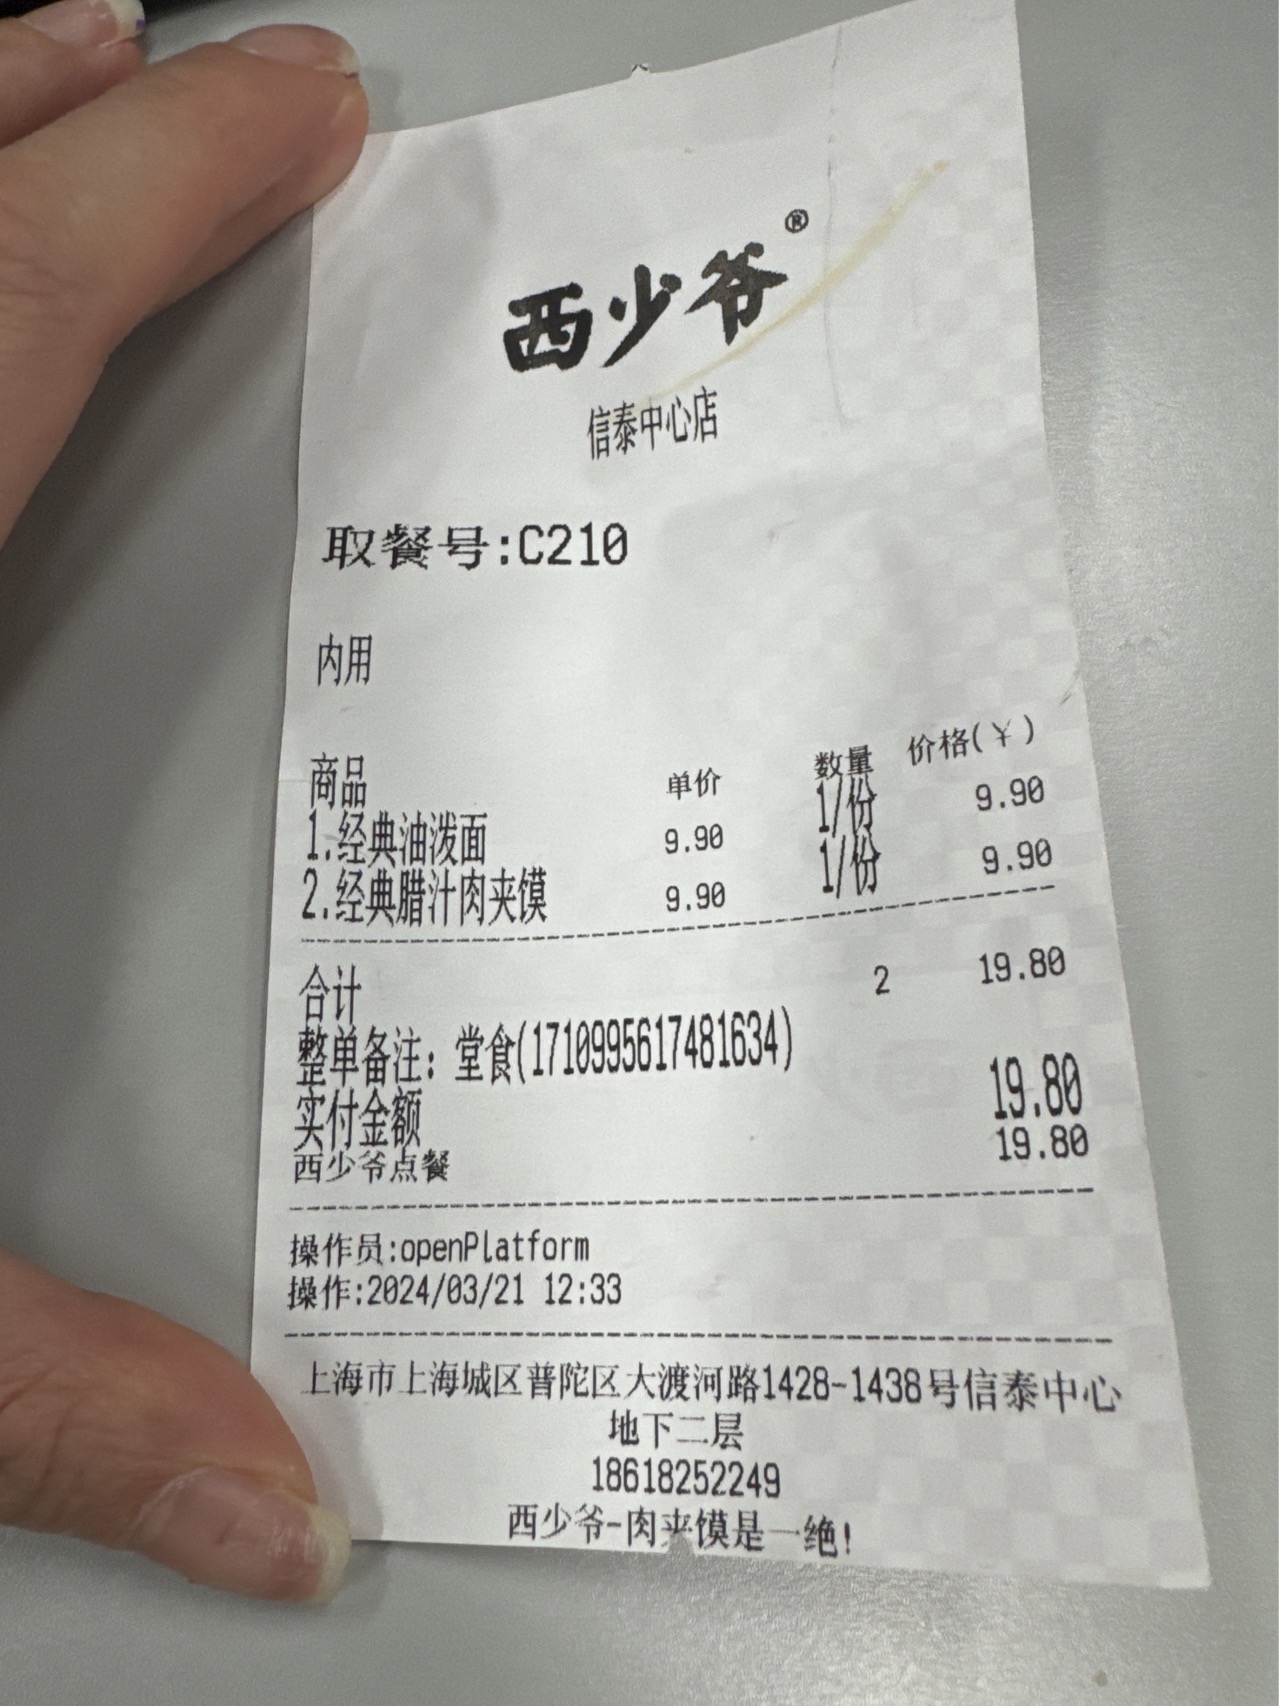 西少爷®
信泰中心店
取餐号:C210
内用
商品 单价 数量 价格(¥)
1.经典油泼面 9.90 1/份 9.90
2.经典腊汁肉夹馍 9.90 1/份 9.90
合计 2 19.80
整单备注: 堂食(1710995617481634)
实付金额 19.80
西少爷点餐 19.80
操作员:openPlatform
操作:2024/03/21 12:33
上海市上海城区普陀区大渡河路1428-1438号信泰中心
地下二层
18618252249
西少爷-肉夹馍是一绝!